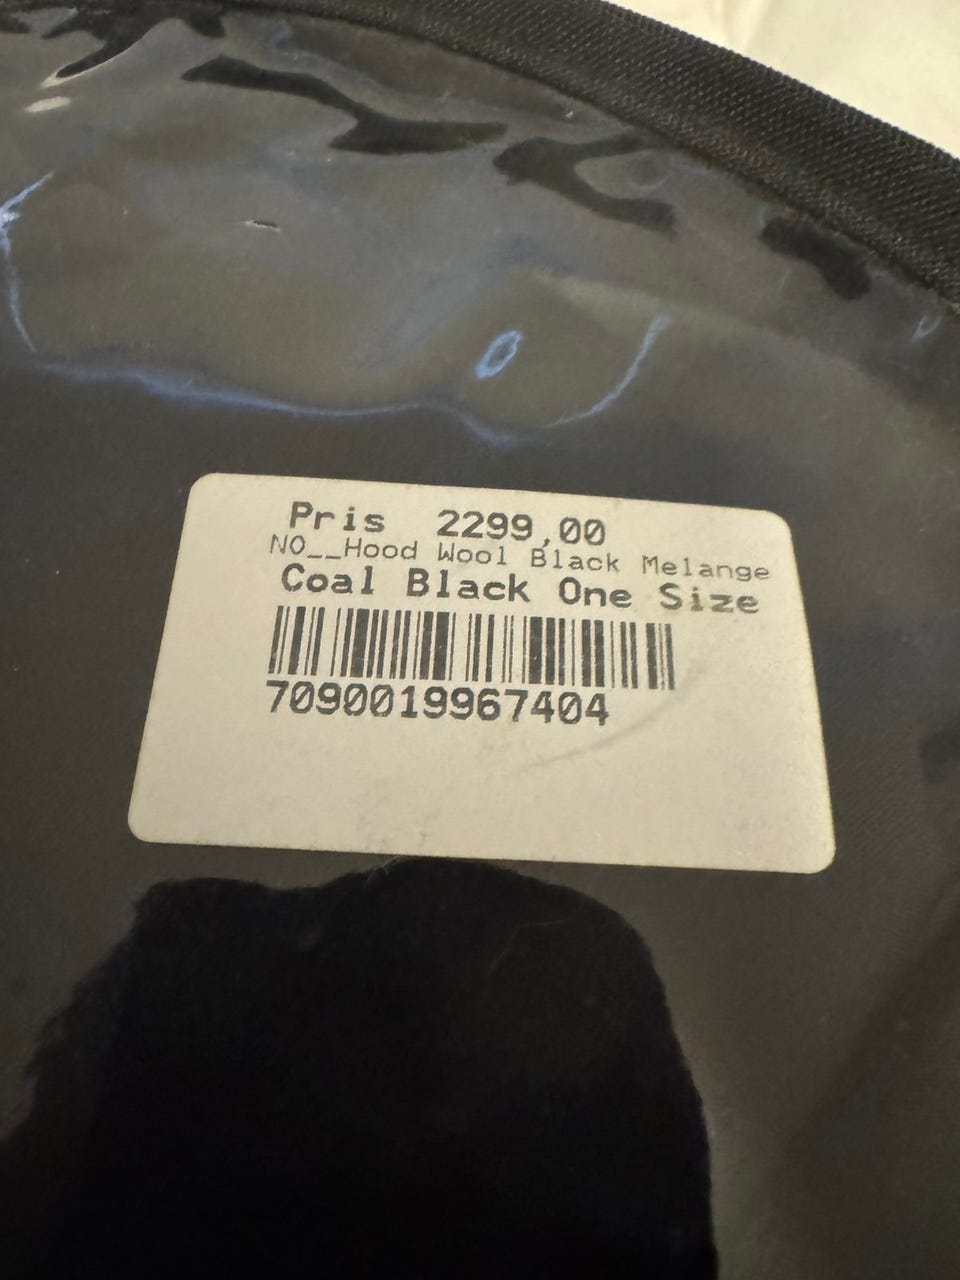 Pris 2299,00
NO__Hood Wool Black Melange
Coal Black One Size
7090019967404